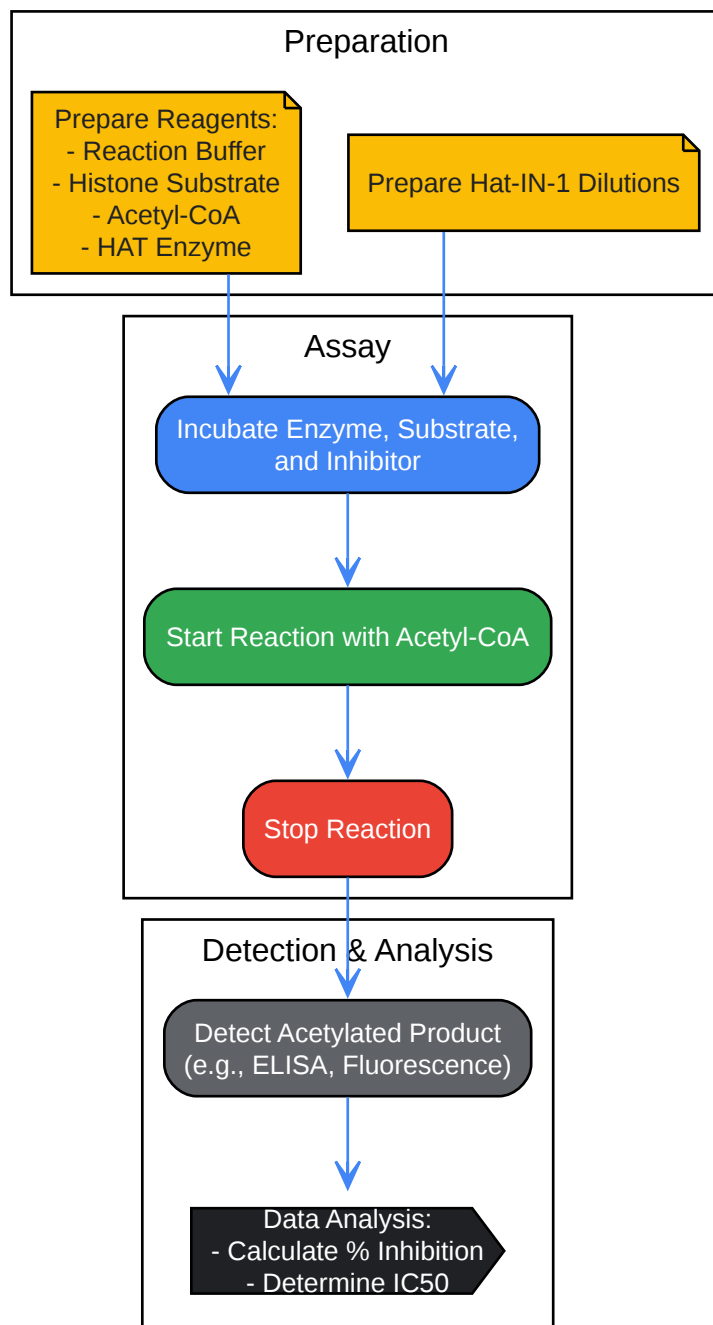 Preparation
Prepare Reagents:
- Reaction Buffer
- Histone Substrate
- Acetyl-CoA
- HAT Enzyme
Prepare Hat-IN-1 Dilutions
Assay
Incubate Enzyme, Substrate,
and Inhibitor
Start Reaction with Acetyl-CoA
Stop Reaction
Detection & Analysis
Detect Acetylated Product
(e.g., ELISA, Fluorescence)
Data Analysis:
- Calculate % Inhibition
- Determine IC50